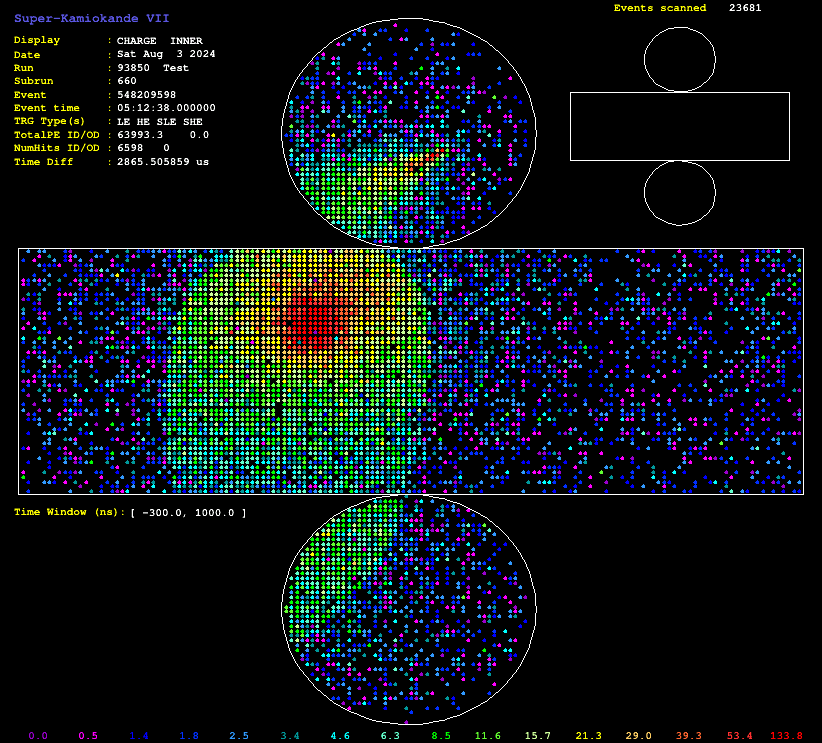 Super-Kamiokande VII
Events scanned 23681
Display : CHARGE INNER
Date : Sat Aug 3 2024
Run : 93850 Test
Subrun : 660
Event : 548209598
Event time : 05:12:38.000000
TRG Type(s) : LE HE SLE SHE
TotalPE ID/OD : 63993.3 0.0
NumHits ID/OD : 6598 0
Time Diff : 2865.505859 us
Time Window (ns): [ -300.0, 1000.0 ]
0.0 0.5 1.4 1.8 2.5 3.4 4.6 6.3 8.5 11.6 15.7 21.3 29.0 39.3 53.4 133.8